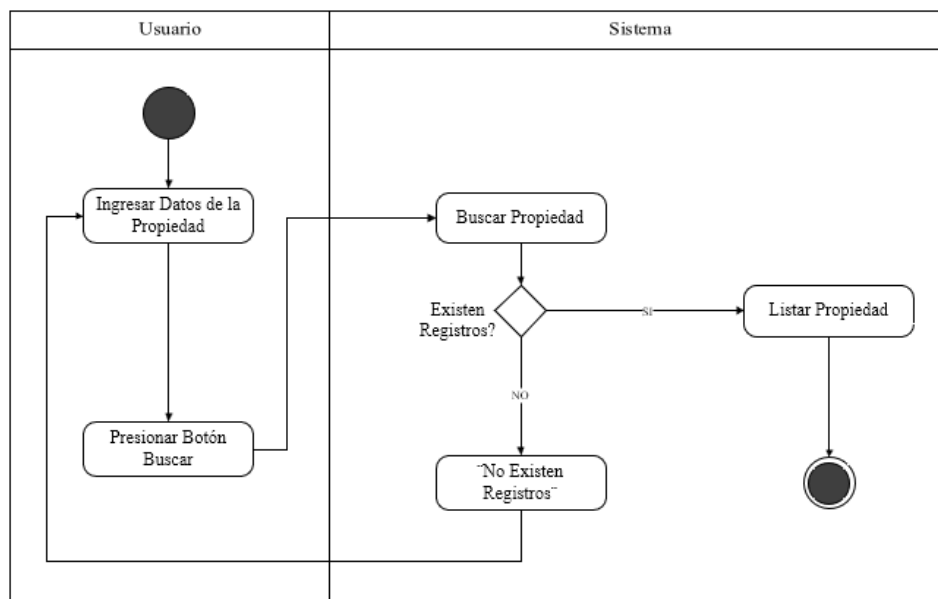 Usuario
Sistema
Ingresar Datos de la
Propiedad
Buscar Propiedad
Existen
Registros?
SI
Listar Propiedad
NO
Presionar Botón
Buscar
¨No Existen
Registros¨